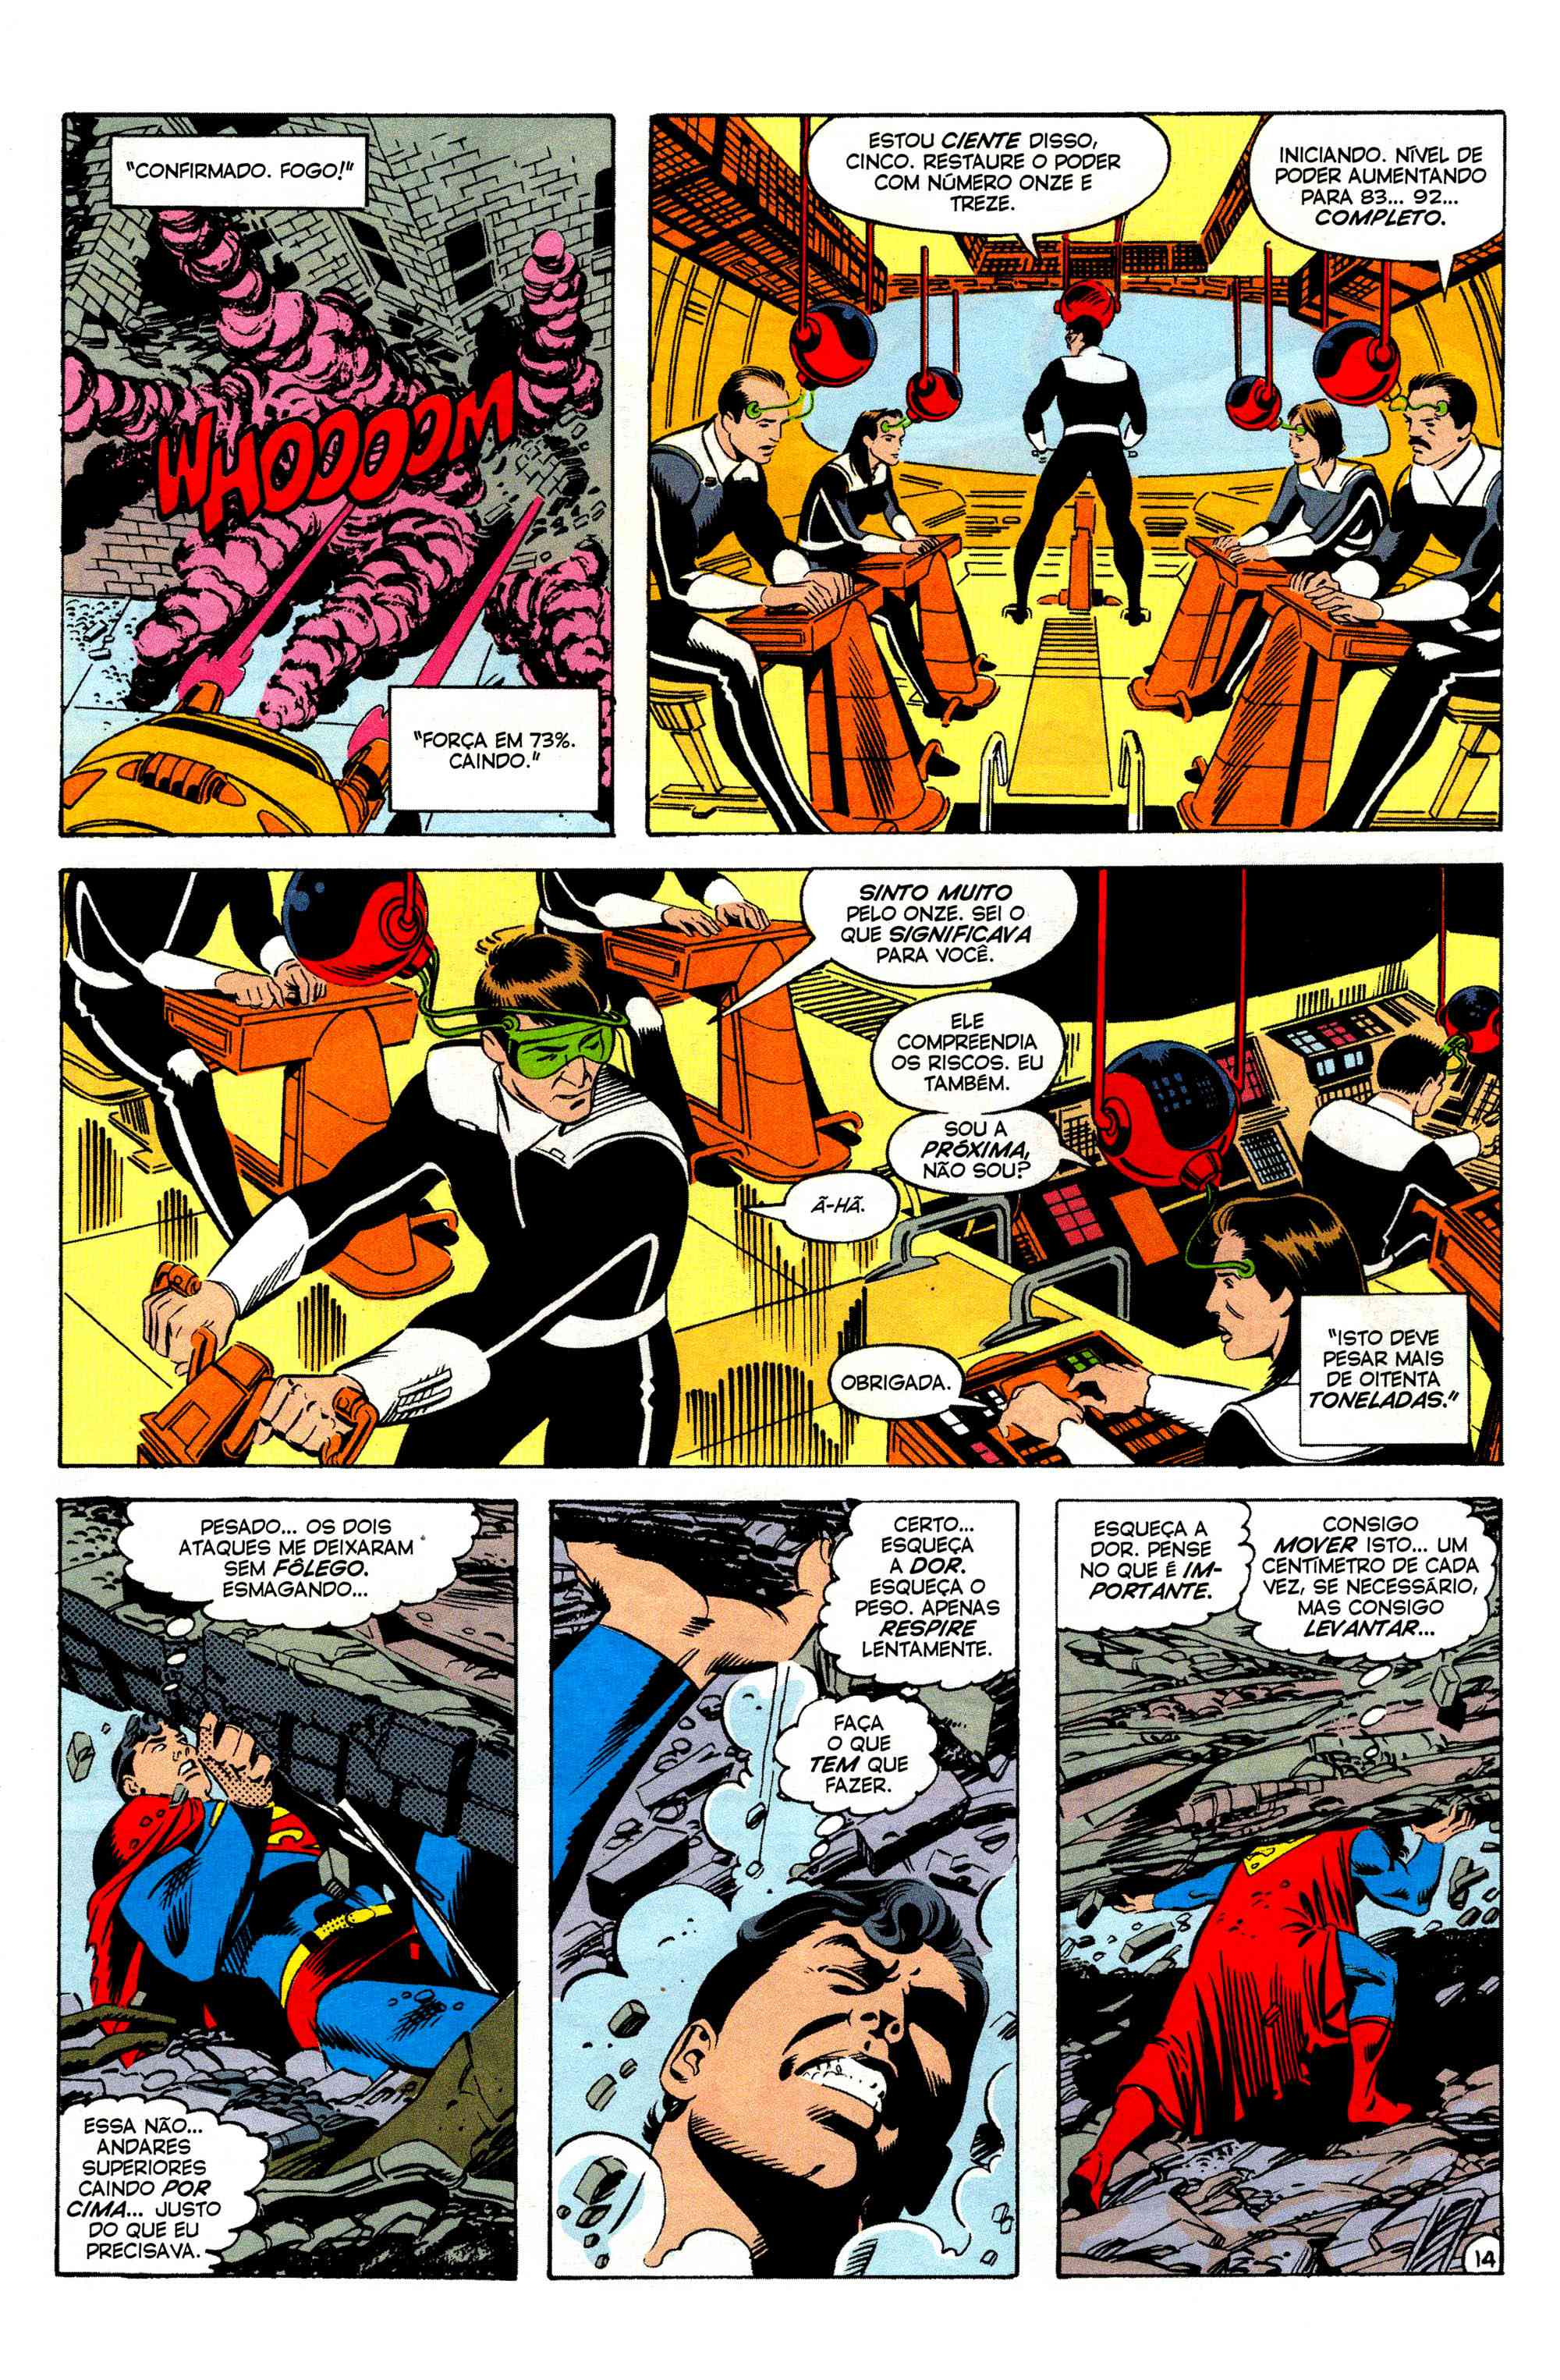 "CONFIRMADO. FOGO!"
WHOOOOOM
"FORÇA EM 73%.
CAINDO."
ESTOU CIENTE DISSO,
CINCO. RESTAURE O PODER
COM NÚMERO ONZE E
TREZE.
INICIANDO. NÍVEL DE
PODER AUMENTANDO
PARA 83... 92...
COMPLETO.
SINTO MUITO
PELO ONZE. SEI O
QUE SIGNIFICAVA
PARA VOCÊ.
ELE
COMPREENDIA
OS RISCOS. EU
TAMBÉM.
SOU A
PRÓXIMA,
NÃO SOU?
Ã-HÃ.
OBRIGADA.
"ISTO DEVE
PESAR MAIS
DE OITENTA
TONELADAS."
PESADO... OS DOIS
ATAQUES ME DEIXARAM
SEM FÔLEGO.
ESMAGANDO...
ESSA NÃO...
ANDARES
SUPERIORES
CAINDO POR
CIMA... JUSTO
DO QUE EU
PRECISAVA.
CERTO...
ESQUEÇA
A DOR.
ESQUEÇA O
PESO. APENAS
RESPIRE
LENTAMENTE.
FAÇA
O QUE
TEM QUE
FAZER.
ESQUEÇA A
DOR. PENSE
NO QUE É IM-
PORTANTE.
CONSIGO
MOVER ISTO... UM
CENTÍMETRO DE CADA
VEZ, SE NECESSÁRIO,
MAS CONSIGO
LEVANTAR...
14